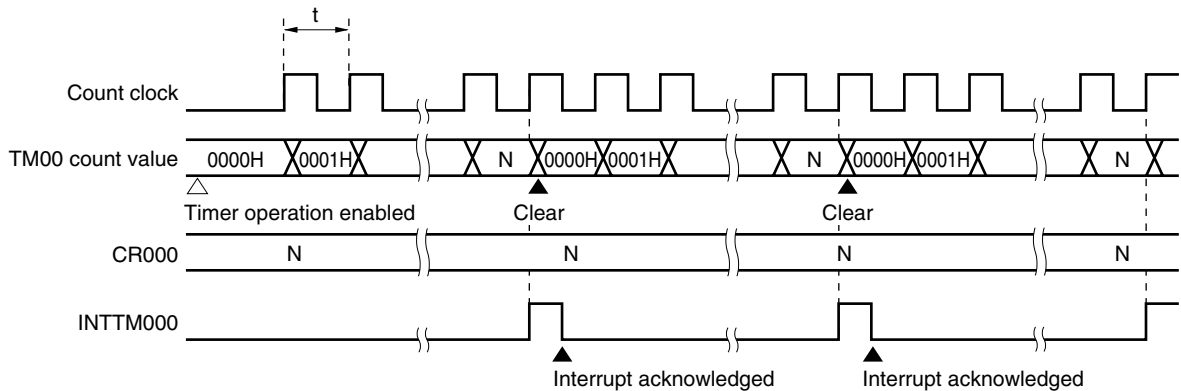 t
Count clock
TM00 count value 0000H 0001H N 0000H 0001H N 0000H 0001H N
Timer operation enabled Clear Clear
CR000 N N N N
INTTM000
Interrupt acknowledged Interrupt acknowledged